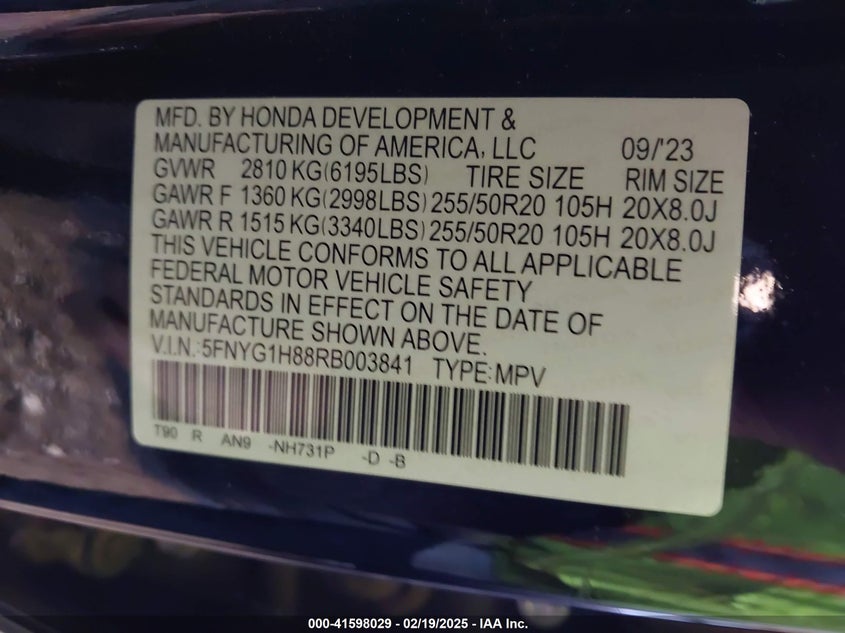 MFD. BY HONDA DEVELOPMENT &
MANUFACTURING OF AMERICA, LLC 09/'23
GVWR 2810 KG(6195LBS) TIRE SIZE RIM SIZE
GAWR F 1360 KG(2998LBS) 255/50R20 105H 20X8.0J
GAWR R 1515 KG(3340LBS) 255/50R20 105H 20X8.0J
THIS VEHICLE CONFORMS TO ALL APPLICABLE
FEDERAL MOTOR VEHICLE SAFETY
STANDARDS IN EFFECT ON THE DATE OF
MANUFACTURE SHOWN ABOVE.
V.I.N.:5FNYG1H88RB003841 TYPE:MPV
T90 R AN9 -NH731P -D -B
000-41598029 - 02/19/2025 - IAA Inc.